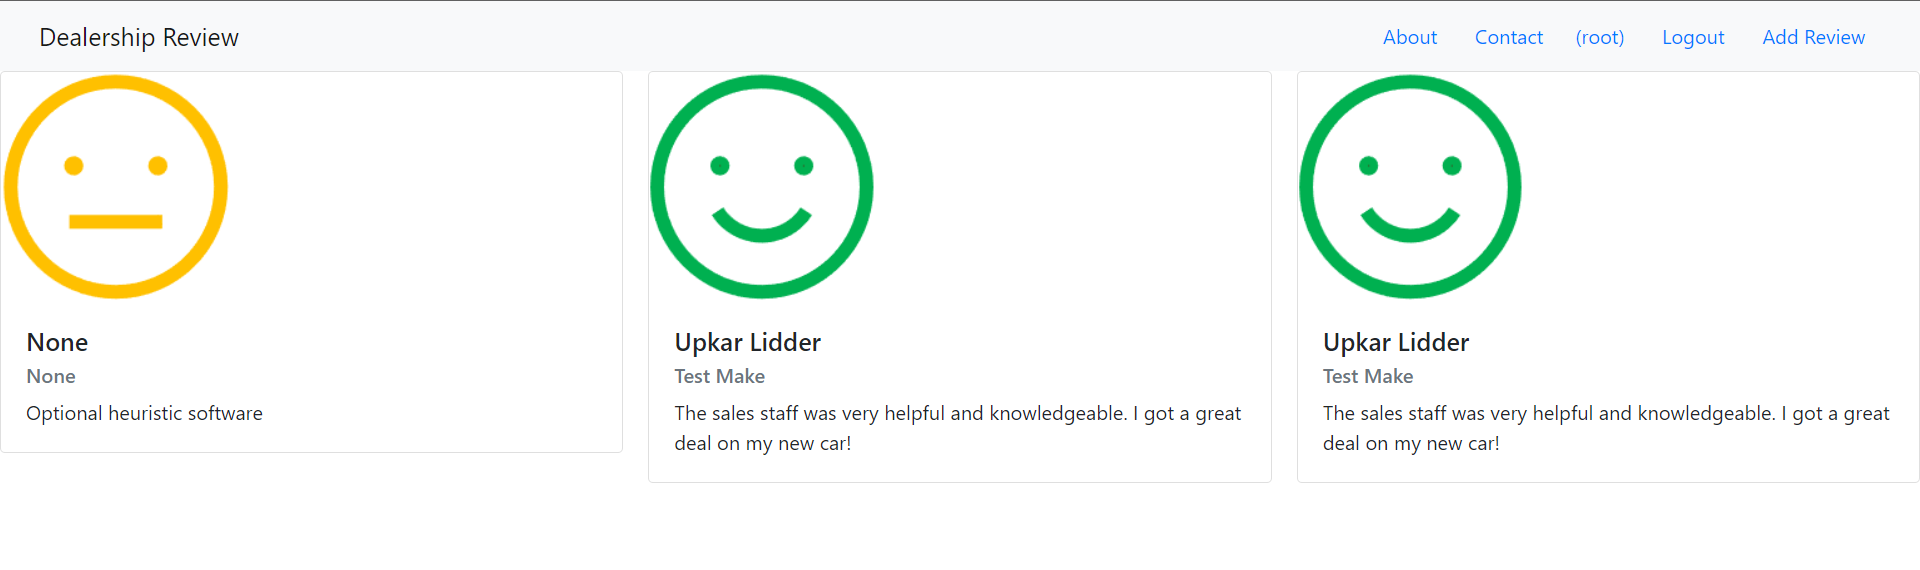 Dealership Review
About Contact (root) Logout Add Review
None
None
Optional heuristic software
Upkar Lidder
Test Make
The sales staff was very helpful and knowledgeable. I got a great
deal on my new car!
Upkar Lidder
Test Make
The sales staff was very helpful and knowledgeable. I got a great
deal on my new car!